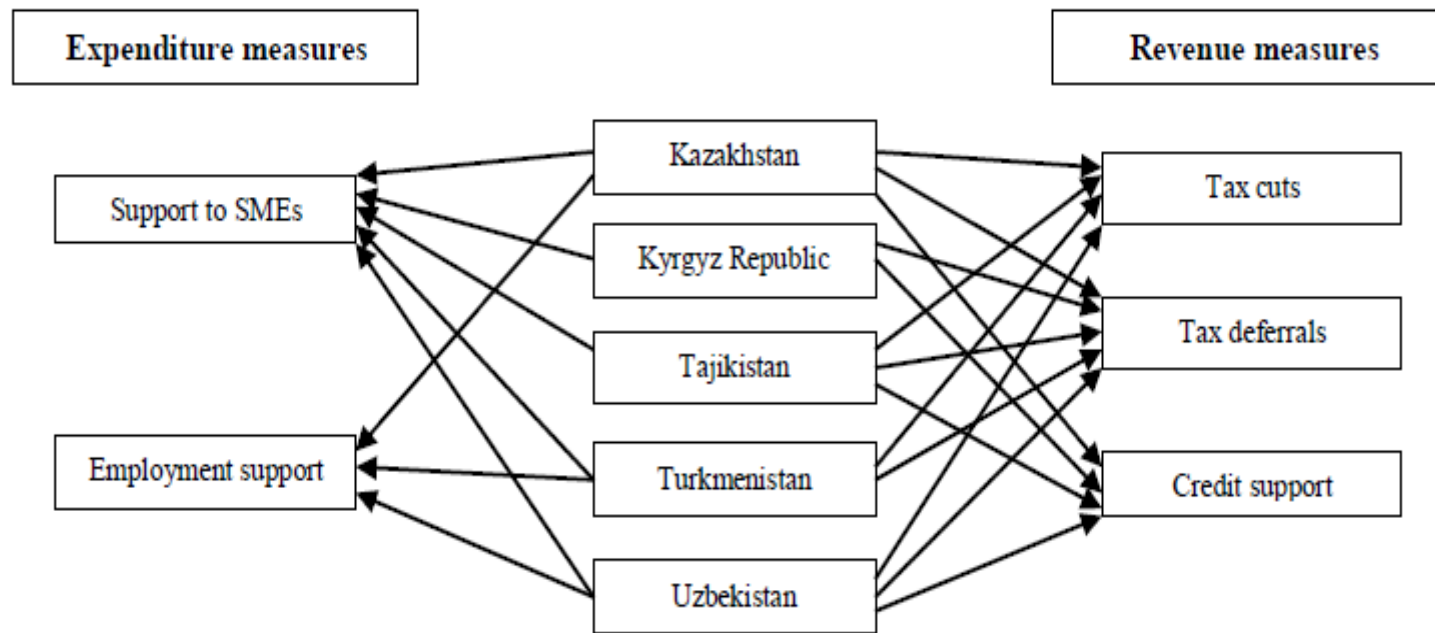 Expenditure measures
Revenue measures
Kazakhstan
Support to SMEs
Tax cuts
Kyrgyz Republic
Tax deferrals
Tajikistan
Employment support
Turkmenistan
Credit support
Uzbekistan